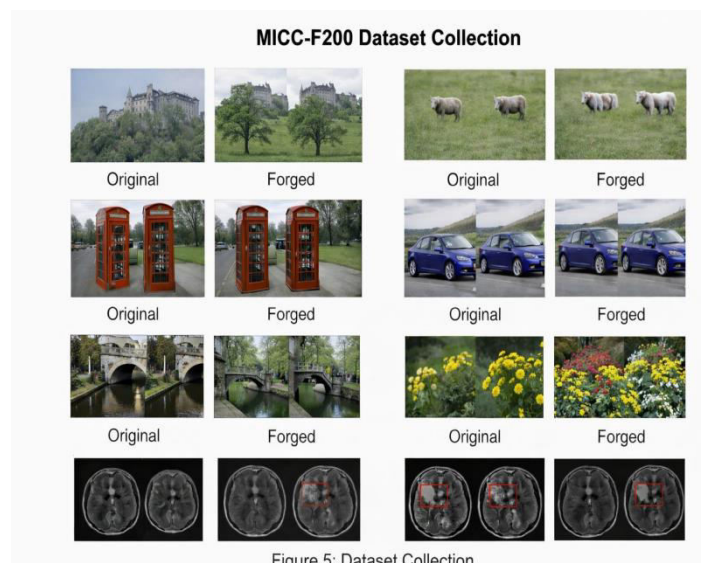 MICC-F200 Dataset Collection
Original Forged Original Forged
Original Forged Original Forged
Original Forged Original Forged
Figure 5: Dataset Collection